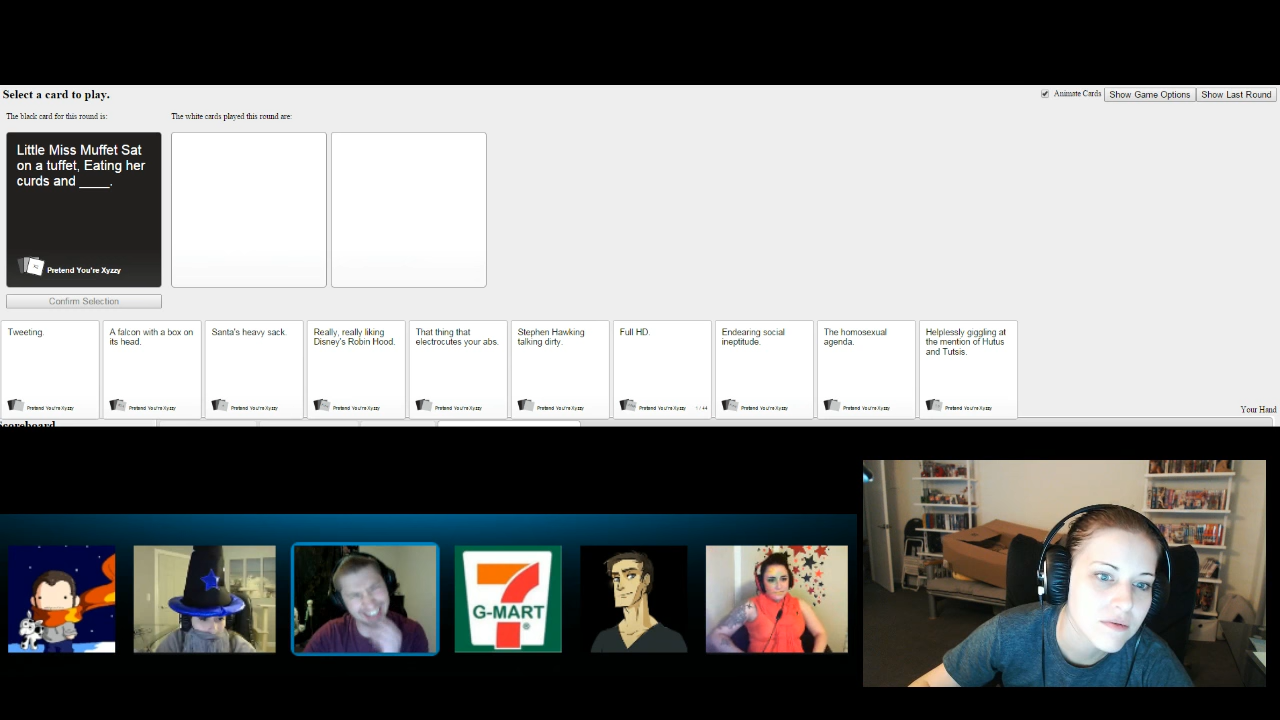 Select a card to play.
Animate Cards
Show Game Options
Show Last Round
The black card for this round is:
The white cards played this round are:
Little Miss Muffet Sat
on a tuffet, Eating her
curds and ____.
Pretend You're Xyzzy
Confirm Selection
Tweeting.
Pretend You're Xyzzy
A falcon with a box on
its head.
Pretend You're Xyzzy
Santa's heavy sack.
Pretend You're Xyzzy
Really, really liking
Disney's Robin Hood.
Pretend You're Xyzzy
That thing that
electrocutes your abs.
Pretend You're Xyzzy
Stephen Hawking
talking dirty.
Pretend You're Xyzzy
Full HD.
Pretend You're Xyzzy
Endearing social
ineptitude.
Pretend You're Xyzzy
The homosexual
agenda.
Pretend You're Xyzzy
Helplessly giggling at
the mention of Hutus
and Tutsis.
Pretend You're Xyzzy
Your Hand
Scoreboard
7
G-MART